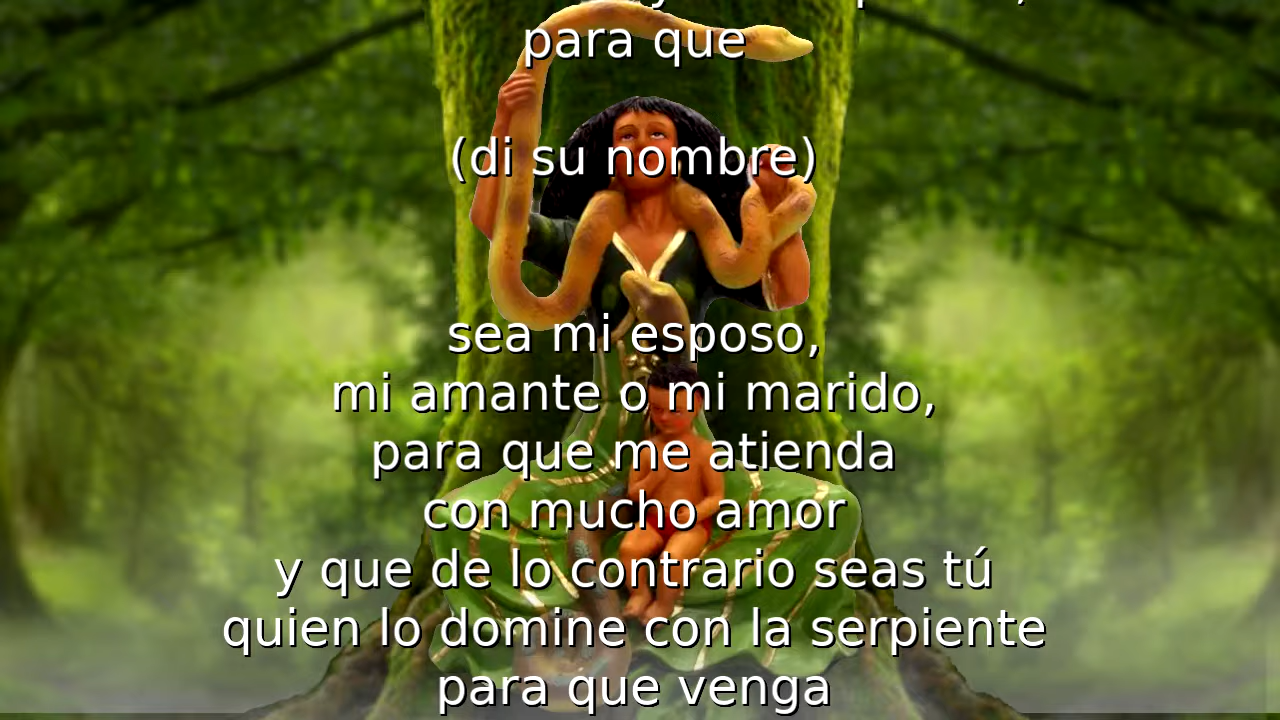 para que
(di su nombre)
sea mi esposo,
mi amante o mi marido,
para que me atienda
con mucho amor
y que de lo contrario seas tú
quien lo domine con la serpiente
para que venga